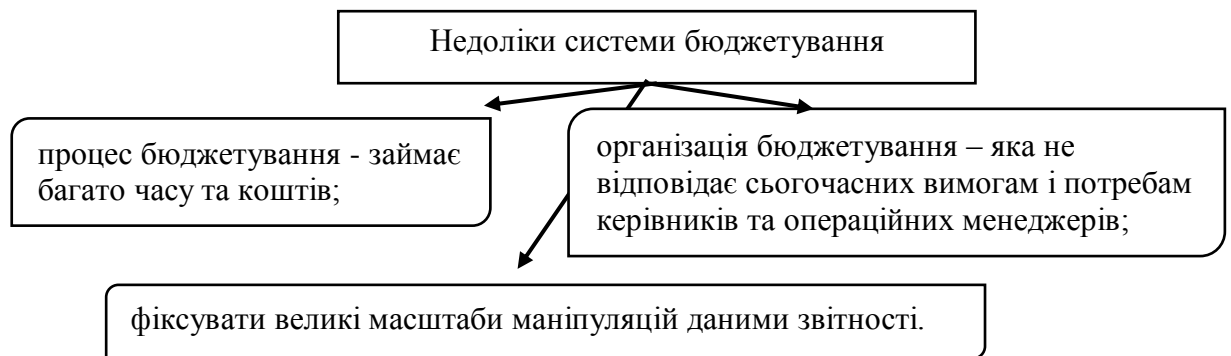 Недоліки системи бюджетування
процес бюджетування - займає
багато часу та коштів;
організація бюджетування – яка не
відповідає сьогочасних вимогам і потребам
керівників та операційних менеджерів;
фіксувати великі масштаби маніпуляцій даними звітності.